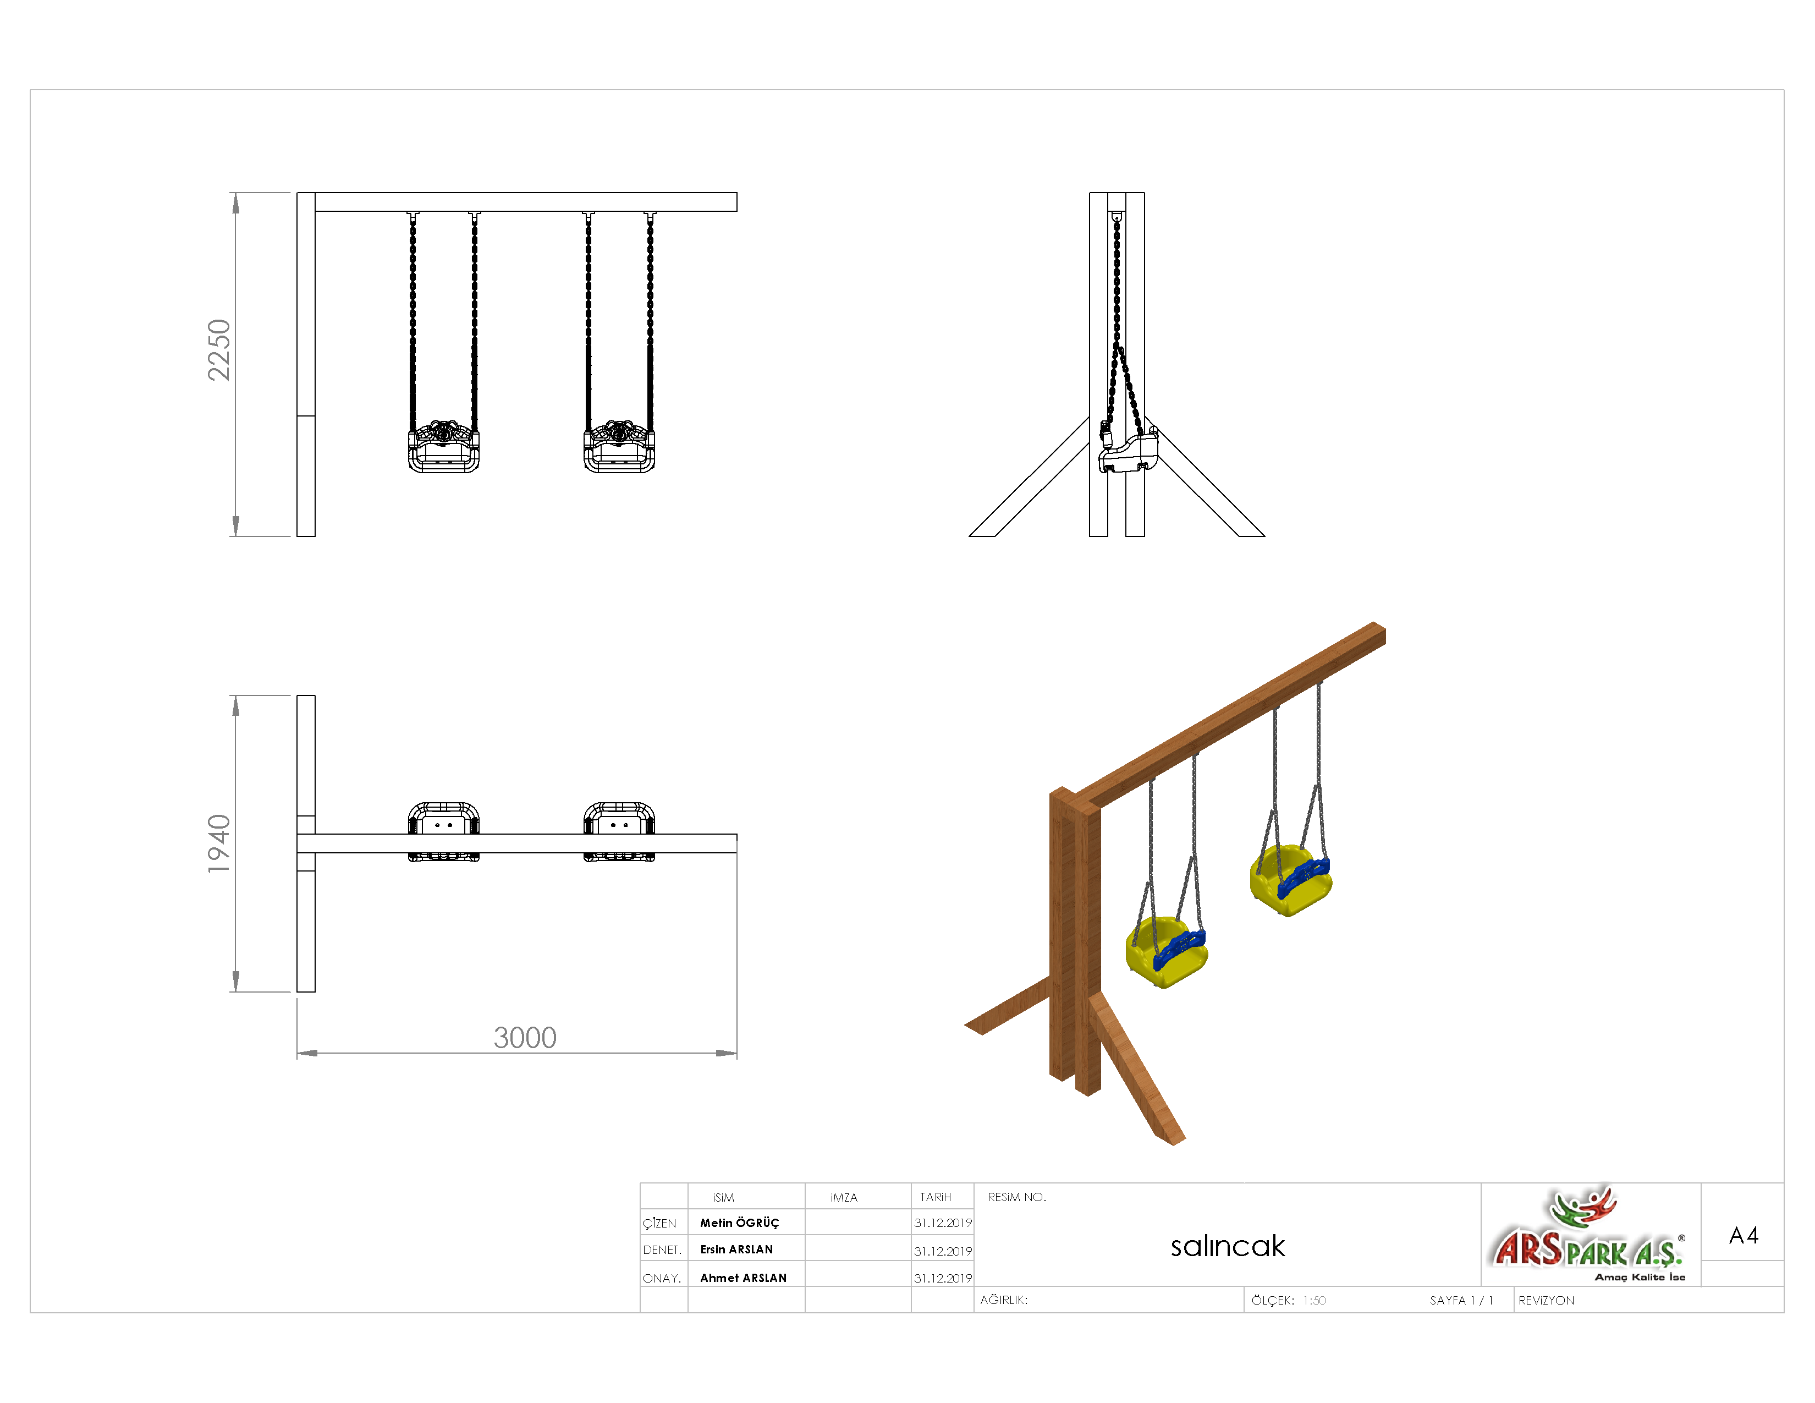 2250
1940
3000
İSİM İMZA TARİH RESİM NO.
ÇİZEN Metin ÖGRÜÇ 31.12.2019
DENET. Ersin ARSLAN 31.12.2019
ONAY. Ahmet ARSLAN 31.12.2019
salıncak
ARSPARK A.Ş.®
Amaç Kalite İse
A4
AĞIRLIK: ÖLÇEK: 1:50 SAYFA 1 / 1 REVİZYON